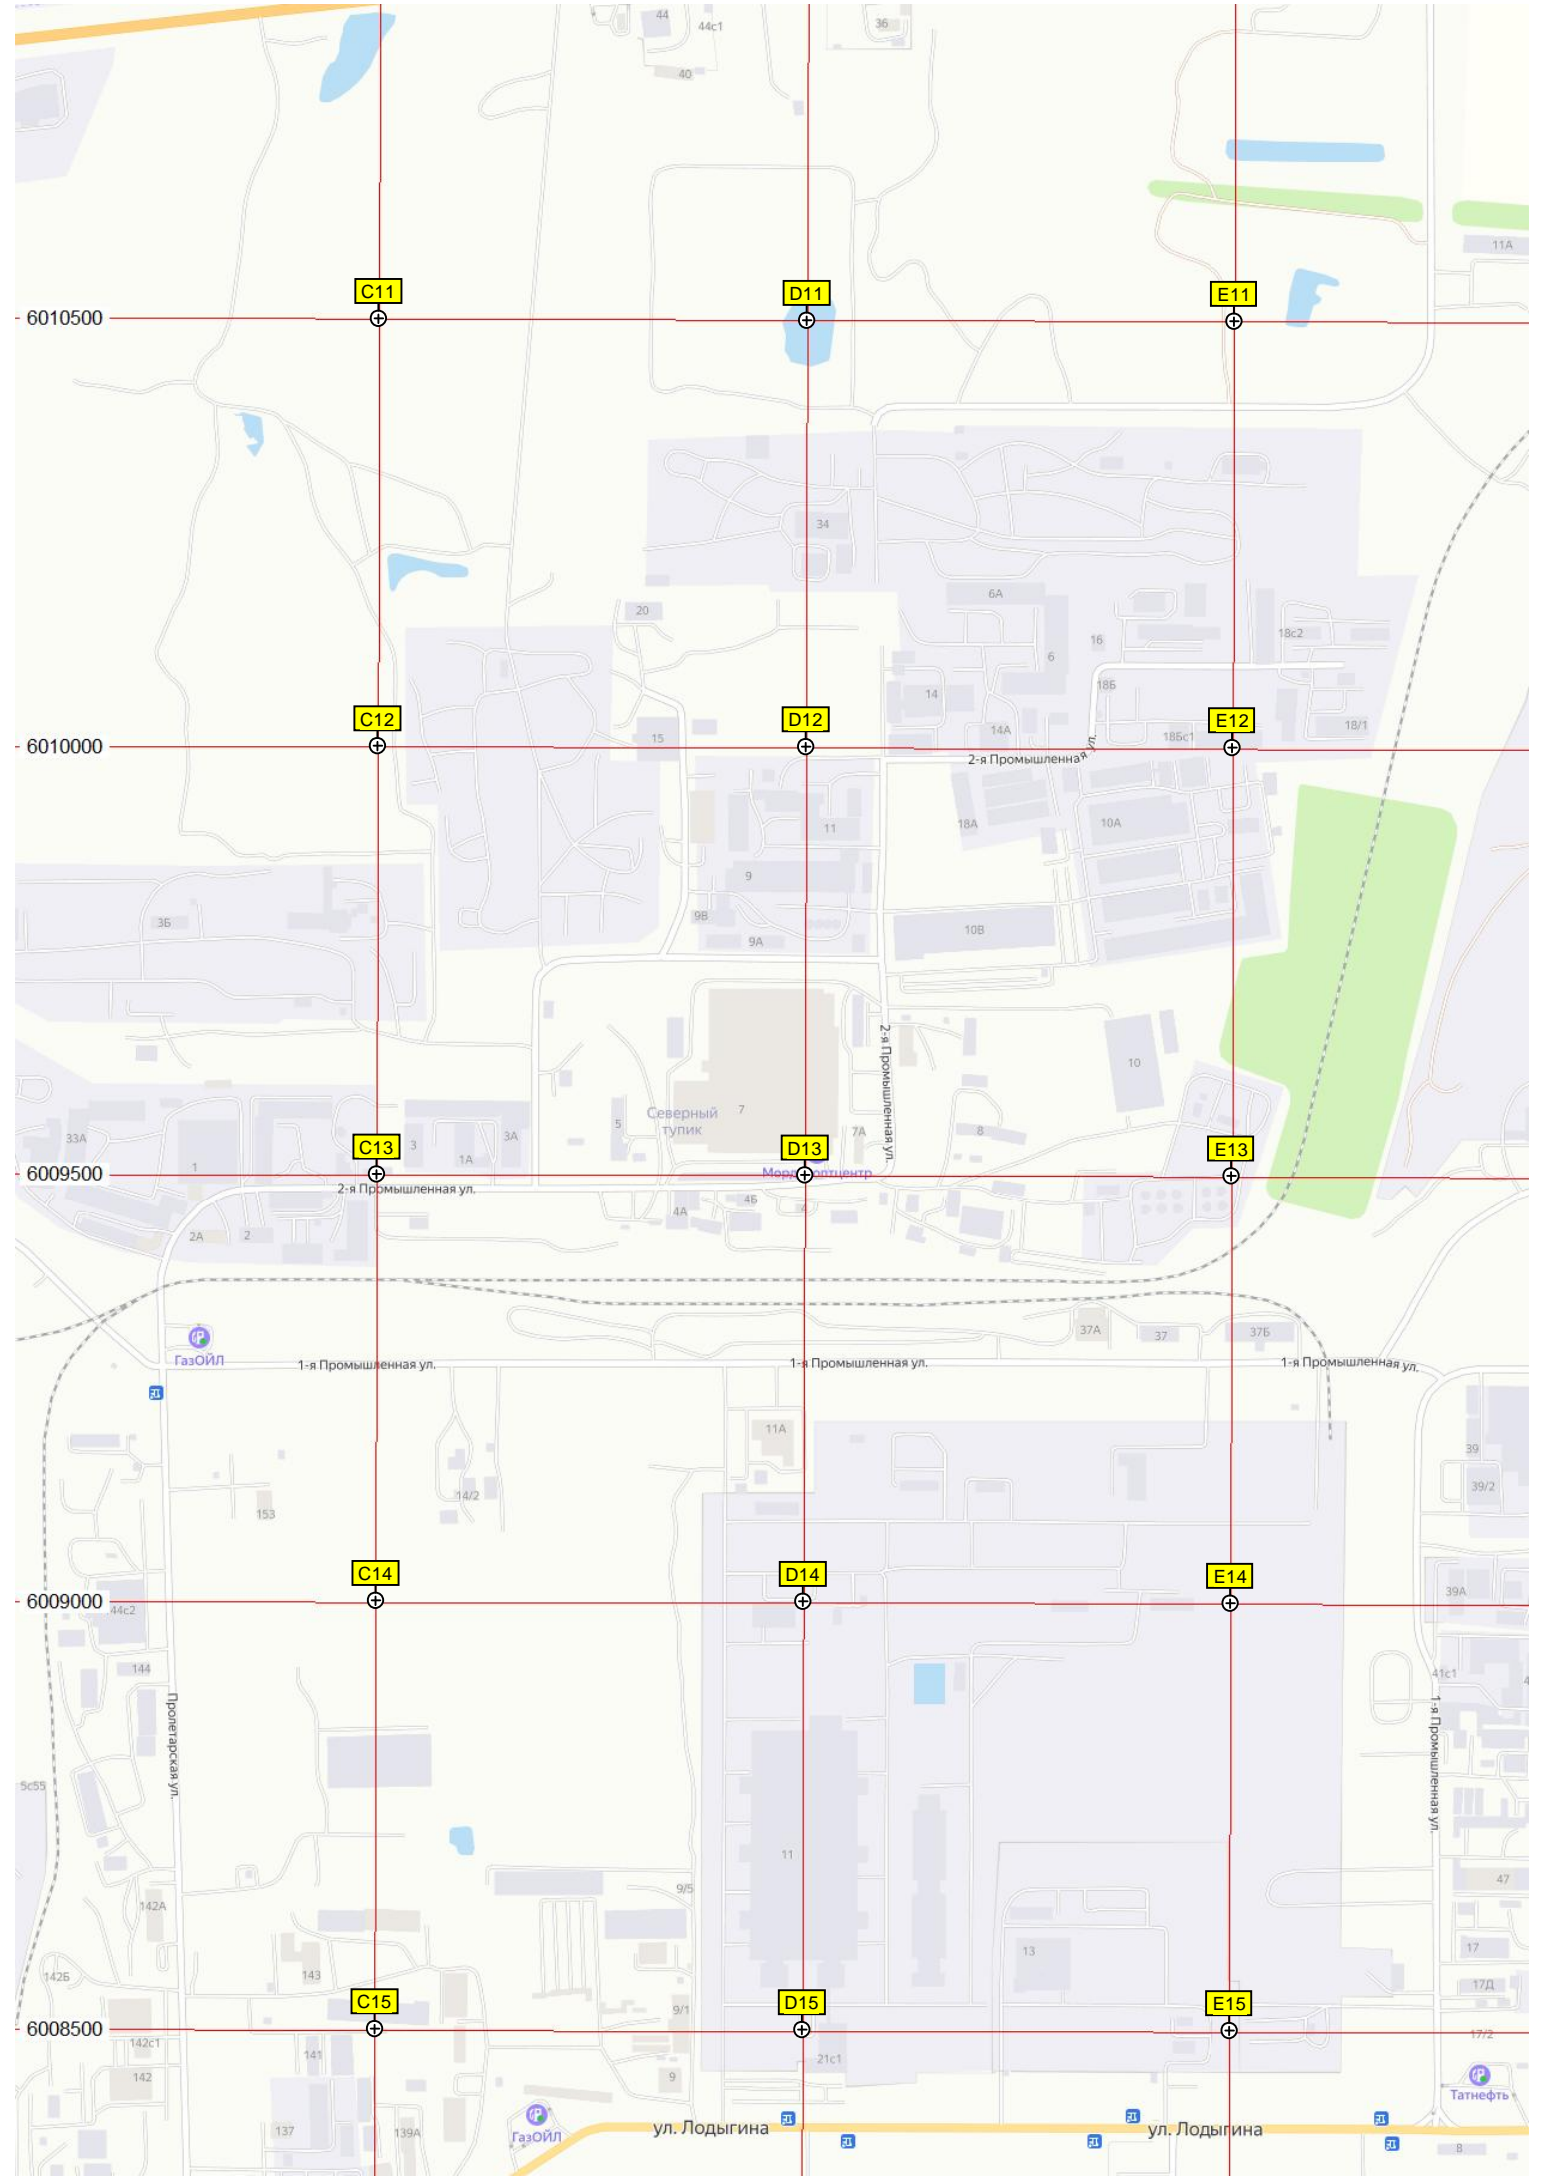 44
44с1
36
40
11А
C11
D11
E11
6010500
34
6А
20
16
18с2
6
18Б
14
C12
D12
E12
15
14А
18Бс1
18/1
6010000
2-я Промышленная ул.
11
18А
10А
9
3Б
9В
10В
9А
2-я Промышленная ул.
10
Северный
тупик
7
5
33А
3
3А
7А
8
C13
D13
E13
1
1А
6009500
2-я Промышленная ул.
4Б
4А
4
2А
2
37А
37
37Б
ГазОЙЛ
1-я Промышленная ул.
1-я Промышленная ул.
1-я Промышленная ул.
11А
39
14/2
39/2
153
C14
D14
E14
39А
6009000
44с2
144
41с1
Пролетарская ул.
1-я Промышленная ул.
5с55
11
47
9/5
142А
13
17
143
142Б
17Д
C15
D15
E15
9/1
6008500
17/2
142с1
141
21с1
142
9
Татнефть
137
139А
ГазОЙЛ
ул. Лодыгина
ул. Лодыгина
8